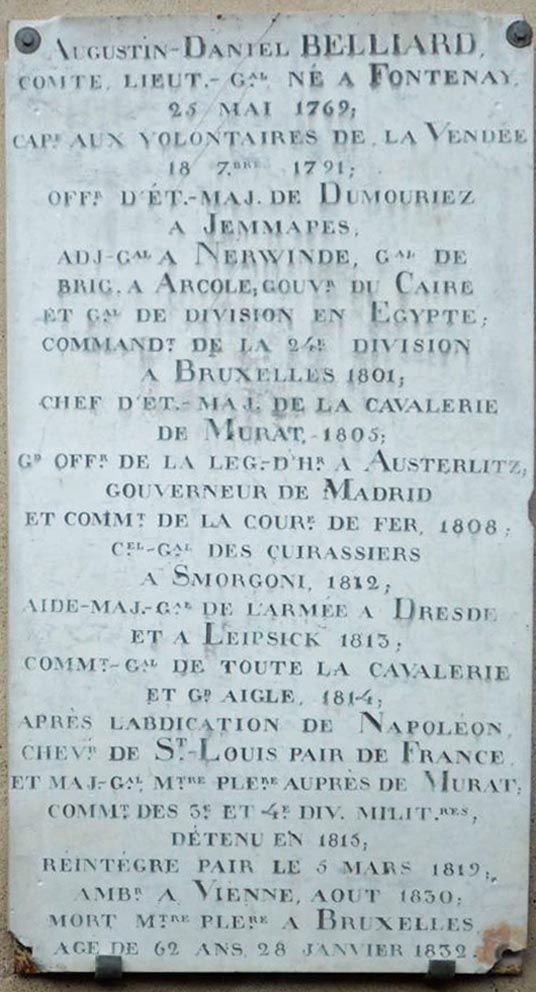 AUGUSTIN-DANIEL BELLIARD,
COMTE, LIEUT.-GAL, NÉ A FONTENAY,
25 MAI 1769;
CAPE AUX VOLONTAIRES DE LA VENDÉE
18 7.BRE 1791;
OFFR D'ÉT.-MAJ. DE DUMOURIEZ
A JEMMAPES,
ADJ-GAL A NERWINDE, GAL DE
BRIG. A ARCOLE; GOUVR DU CAIRE
ET GAL DE DIVISION EN EGYPTE;
COMMANDT DE LA 24E DIVISION
A BRUXELLES 1801;
CHEF D'ÉT.-MAJ. DE LA CAVALERIE
DE MURAT, 1805;
GD OFFR DE LA LEG.-D'HR A AUSTERLITZ,
GOUVERNEUR DE MADRID
ET COMMT DE LA COURE DE FER, 1808;
CEL-GAL DES CUIRASSIERS
A SMORGONI, 1812;
AIDE-MAJ.-GAL DE L'ARMÉE A DRESDE
ET A LEIPSICK 1813;
COMMT-GAL DE TOUTE LA CAVALERIE
ET GD AIGLE, 1814;
APRÈS LABDICATION DE NAPOLÉON,
CHEVR DE ST-LOUIS PAIR DE FRANCE
ET MAJ-GAL, MTRE PLERE AUPRÈS DE MURAT;
COMMT DES 3E ET 4E DIV. MILIT.RES,
DÉTENU EN 1815;
RÉINTÉGRE PAIR LE 5 MARS 1819;
AMBR A VIENNE, AOUT 1830;
MORT MTRE PLERE A BRUXELLES
AGE DE 62 ANS, 28 JANVIER 1832.